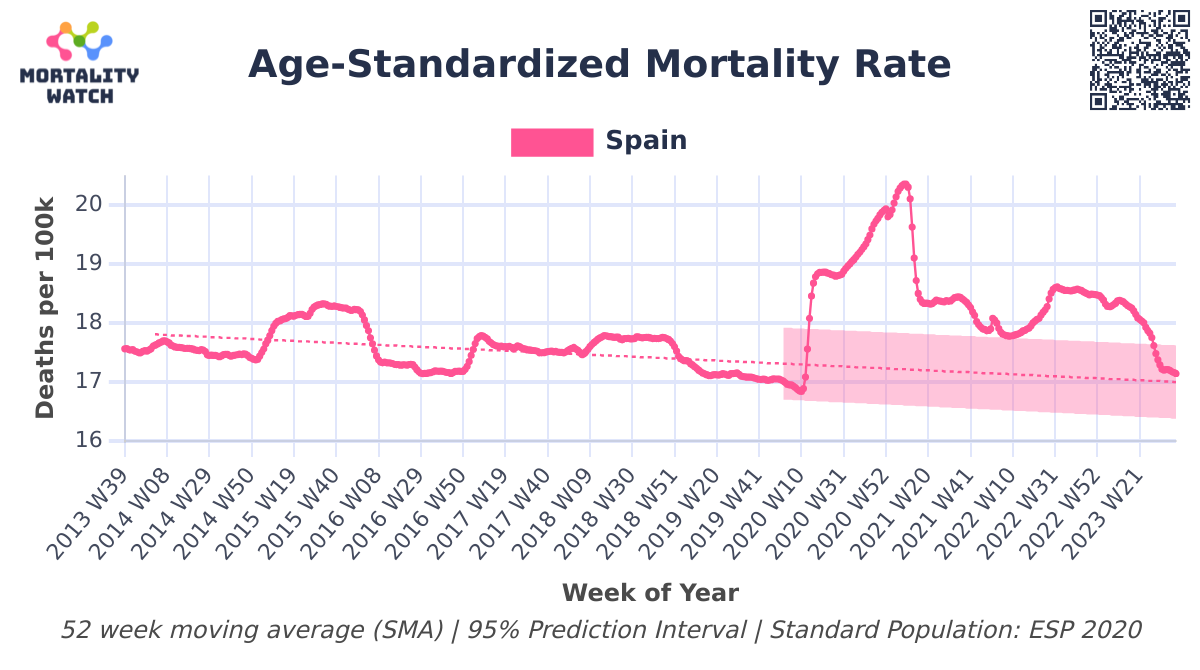 MORTALITY
WATCH
Age-Standardized Mortality Rate
Spain
Deaths per 100k
20
19
18
17
16
2013 W39
2014 W08
2014 W29
2014 W50
2015 W19
2015 W40
2016 W08
2016 W29
2016 W50
2017 W19
2017 W40
2018 W09
2018 W30
2018 W51
2019 W20
2019 W41
2020 W10
2020 W31
2020 W52
2021 W20
2021 W41
2022 W10
2022 W31
2022 W52
2023 W21
Week of Year
52 week moving average (SMA) | 95% Prediction Interval | Standard Population: ESP 2020